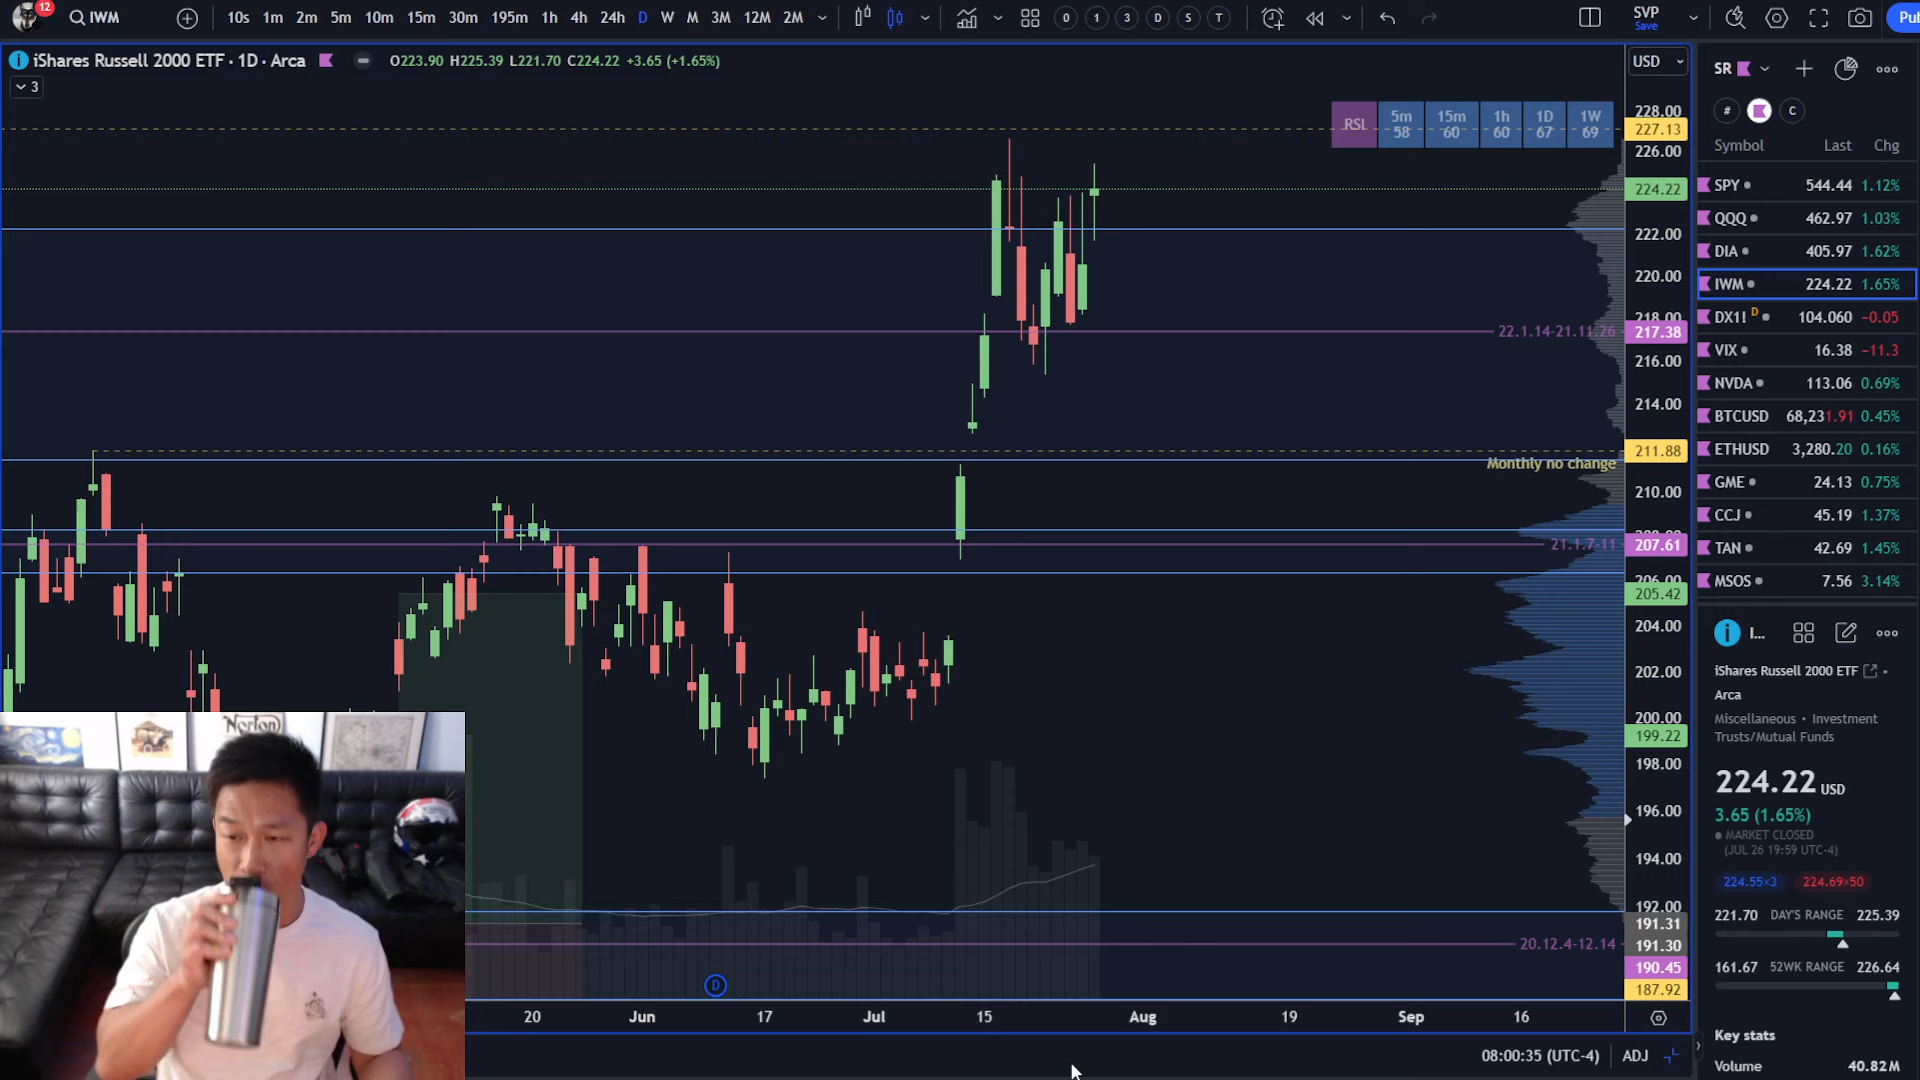 12
IWM
10s 1m 2m 5m 10m 15m 30m 195m 1h 4h 24h D W M 3M 12M 2M
0 1 3 D S T
SVP
Save
Pul
iShares Russell 2000 ETF · 1D · Arca
O223.90 H225.39 L221.70 C224.22 +3.65 (+1.65%)
3
USD
RSI
5m 58
15m 60
1h 60
1D 67
1W 69
228.00
227.13
226.00
224.22
222.00
220.00
218.00
22.1.14-21.11.26
217.38
216.00
214.00
211.88
Monthly no change
210.00
21.1.7-11
207.61
206.00
205.42
204.00
202.00
200.00
199.22
198.00
196.00
194.00
192.00
191.31
20.12.4-12.14
191.30
190.45
187.92
Norton
D
20 Jun 17 Jul 15 Aug 19 Sep 16
08:00:35 (UTC-4) ADJ
SR
# C
Symbol Last Chg
SPY 544.44 1.12%
QQQ 462.97 1.03%
DIA 405.97 1.62%
IWM 224.22 1.65%
DX1! D 104.060 −0.05
VIX 16.38 −11.3
NVDA 113.06 0.69%
BTCUSD 68,231.91 0.45%
ETHUSD 3,280.20 0.16%
GME 24.13 0.75%
CCJ 45.19 1.37%
TAN 42.69 1.45%
MSOS 7.56 3.14%
I...
iShares Russell 2000 ETF
Arca
Miscellaneous • Investment
Trusts/Mutual Funds
224.22 USD
3.65 (1.65%)
MARKET CLOSED
(JUL 26 19:59 UTC-4)
224.55×3 224.69×50
221.70 DAY'S RANGE 225.39
161.67 52WK RANGE 226.64
Key stats
Volume 40.82M